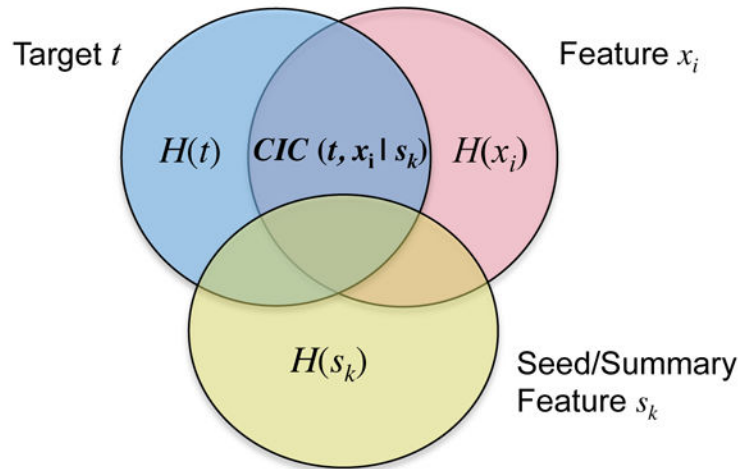 Target t
Feature xᵢ
H(t)
CIC (t, xᵢ | sₖ)
H(xᵢ)
H(sₖ)
Seed/Summary
Feature sₖ